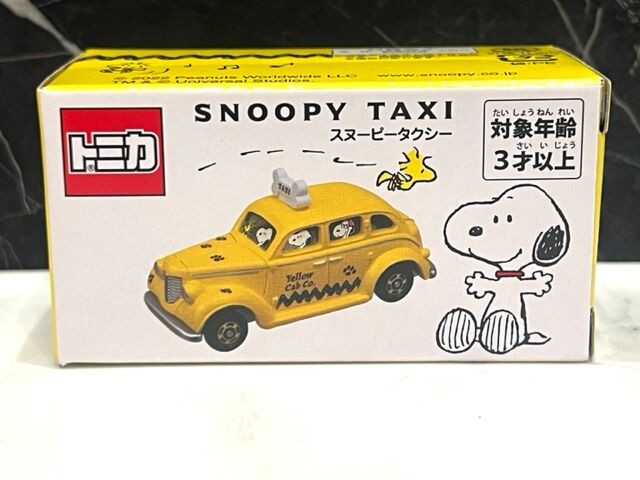 © 2022 Peanuts Worldwide LLC www.snoopy.co.jp
TM & © Universal Studios.
SNOOPY TAXI
スヌーピータクシー
トミカ
たいしょうねんれい
対象年齢
さいいじょう
3才以上
TAXI
Yellow
Cab Co.